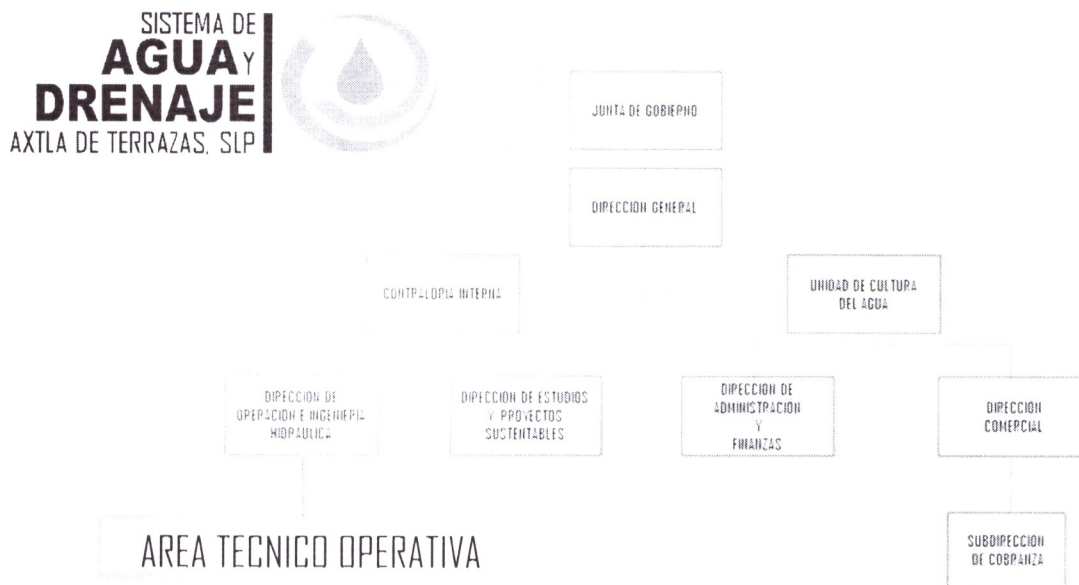 SISTEMA DE
AGUA Y
DRENAJE
AXTLA DE TERRAZAS, SLP
JUNTA DE GOBIERNO
DIRECCION GENERAL
CONTRALORIA INTERNA
UNIDAD DE CULTURA
DEL AGUA
DIRECCION DE
OPERACION E INGENIERIA
HIDRAULICA
DIRECCION DE ESTUDIOS
Y PROYECTOS
SUSTENTABLES
DIRECCION DE
ADMINISTRACION
Y
FINANZAS
DIRECCION
COMERCIAL
AREA TECNICO OPERATIVA
SUBDIRECCION
DE COBRANZA